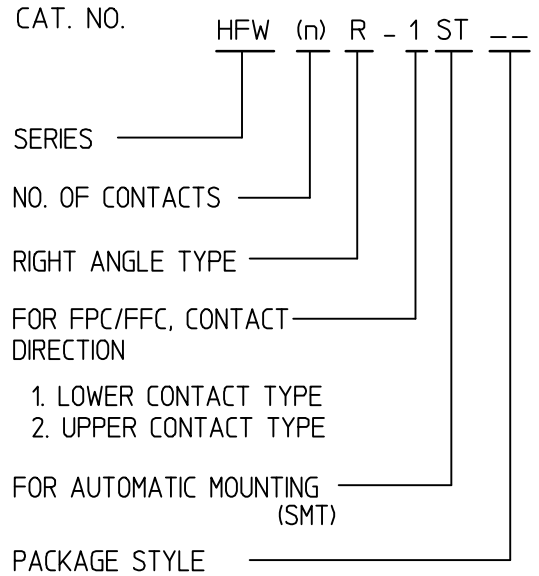 CAT. NO.
HFW (n) R - 1 ST _ _
SERIES
NO. OF CONTACTS
RIGHT ANGLE TYPE
FOR FPC/FFC, CONTACT
DIRECTION
1. LOWER CONTACT TYPE
2. UPPER CONTACT TYPE
FOR AUTOMATIC MOUNTING
(SMT)
PACKAGE STYLE